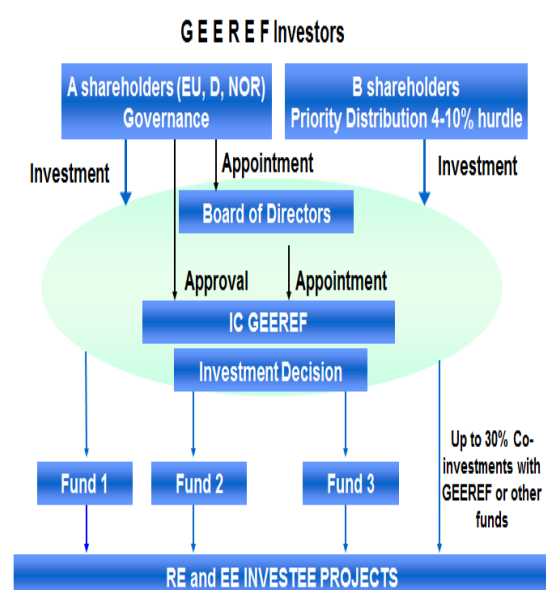 GEEREF Investors
A shareholders (EU, D, NOR)
Governance
B shareholders
Priority Distribution 4-10% hurdle
Investment
Appointment
Investment
Board of Directors
Approval
Appointment
IC GEEREF
Investment Decision
Up to 30% Co-
investments with
GEEREF or other
funds
Fund 1
Fund 2
Fund 3
RE and EE INVESTEE PROJECTS